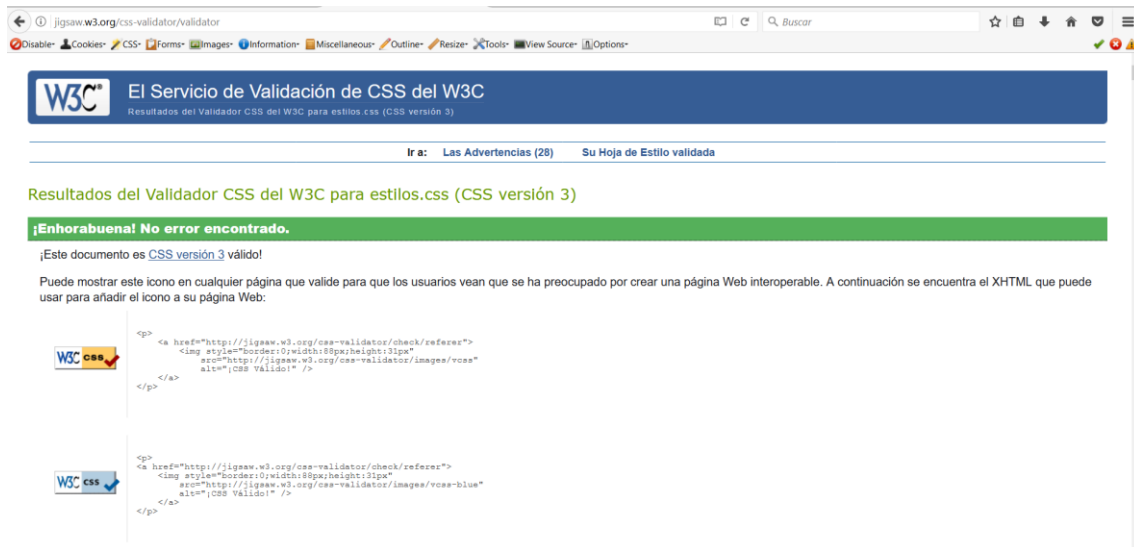 jigsaw.w3.org/css-validator/validator
Buscar
Disable Cookies CSS Forms Images Information Miscellaneous Outline Resize Tools View Source Options
W3C®
El Servicio de Validación de CSS del W3C
Resultados del Validador CSS del W3C para estilos.css (CSS versión 3)
Ir a: Las Advertencias (28) Su Hoja de Estilo validada
Resultados del Validador CSS del W3C para estilos.css (CSS versión 3)
¡Enhorabuena! No error encontrado.
¡Este documento es CSS versión 3 válido!
Puede mostrar este icono en cualquier página que valide para que los usuarios vean que se ha preocupado por crear una página Web interoperable. A continuación se encuentra el XHTML que puede
usar para añadir el icono a su página Web:
W3C css
<p>
<a href="http://jigsaw.w3.org/css-validator/check/referer">
<img style="border:0;width:88px;height:31px"
src="http://jigsaw.w3.org/css-validator/images/vcss"
alt="¡CSS Válido!" />
</a>
</p>
W3C css
<p>
<a href="http://jigsaw.w3.org/css-validator/check/referer">
<img style="border:0;width:88px;height:31px"
src="http://jigsaw.w3.org/css-validator/images/vcss-blue"
alt="¡CSS Válido!" />
</a>
</p>